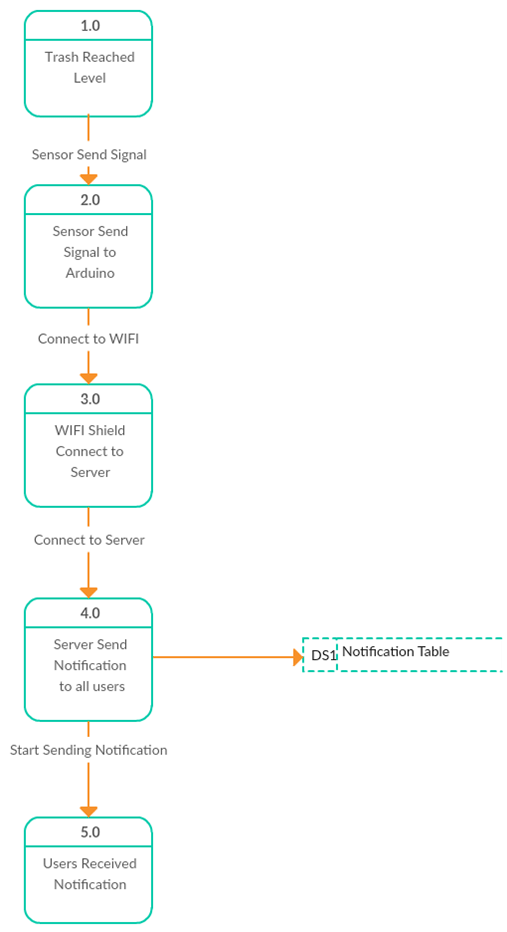 1.0
Trash Reached
Level
Sensor Send Signal
2.0
Sensor Send
Signal to
Arduino
Connect to WIFI
3.0
WIFI Shield
Connect to
Server
Connect to Server
4.0
Server Send
Notification
to all users
DS1 Notification Table
Start Sending Notification
5.0
Users Received
Notification